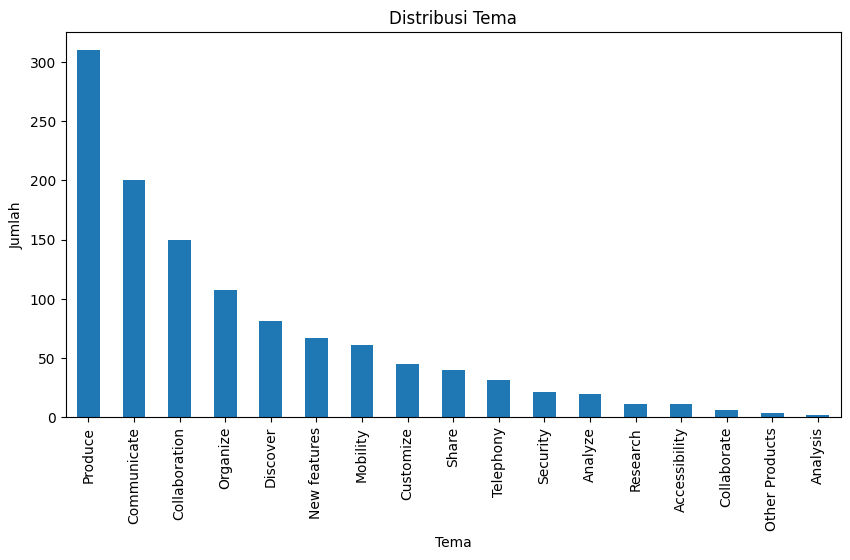 Distribusi Tema
Jumlah
300
250
200
150
100
50
0
Produce
Communicate
Collaboration
Organize
Discover
New features
Mobility
Customize
Share
Telephony
Security
Analyze
Research
Accessibility
Collaborate
Other Products
Analysis
Tema